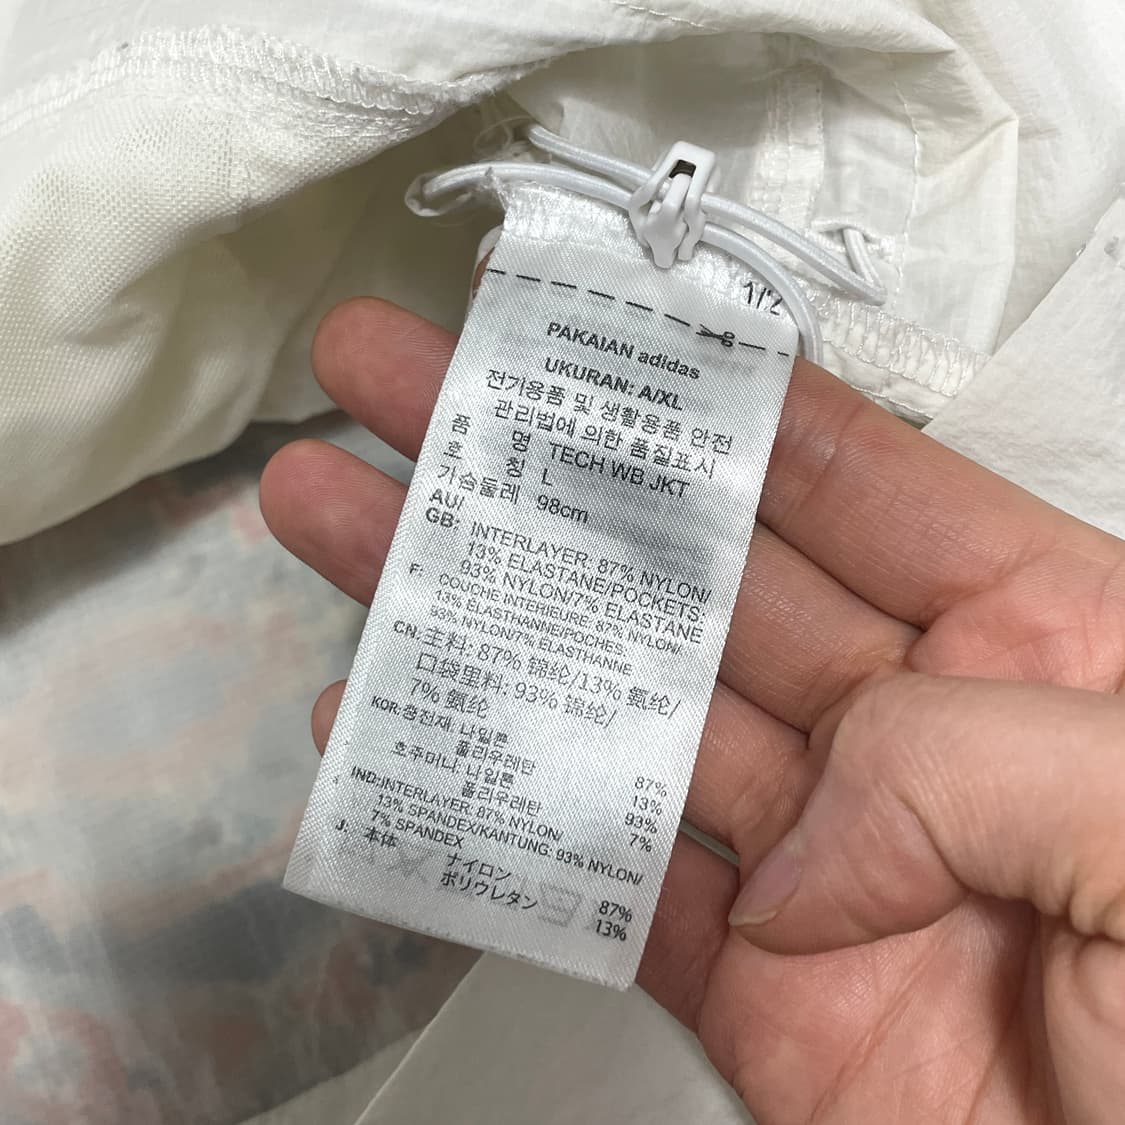 1/2
PAKAIAN adidas
UKURAN: A/XL
전기용품 및 생활용품 안전
관리법에 의한 품질표시
품 명 TECH WB JKT
호 칭 L
가슴둘레 98cm
AU/
GB: INTERLAYER: 87% NYLON/
13% ELASTANE/POCKETS:
93% NYLON/7% ELASTANE
F: COUCHE INTERIEURE: 87% NYLON/
13% ELASTHANNE/POCHES:
93% NYLON/7% ELASTHANNE
CN: 主料: 87% 锦纶/13% 氨纶/
口袋里料: 93% 锦纶/
7% 氨纶
KOR: 충전재: 나일론 87%
폴리우레탄 13%
호주머니: 나일론 93%
폴리우레탄 7%
IND:INTERLAYER: 87% NYLON/
13% SPANDEX/KANTUNG: 93% NYLON/
7% SPANDEX
J: 本体 ナイロン 87%
ポリウレタン 13%